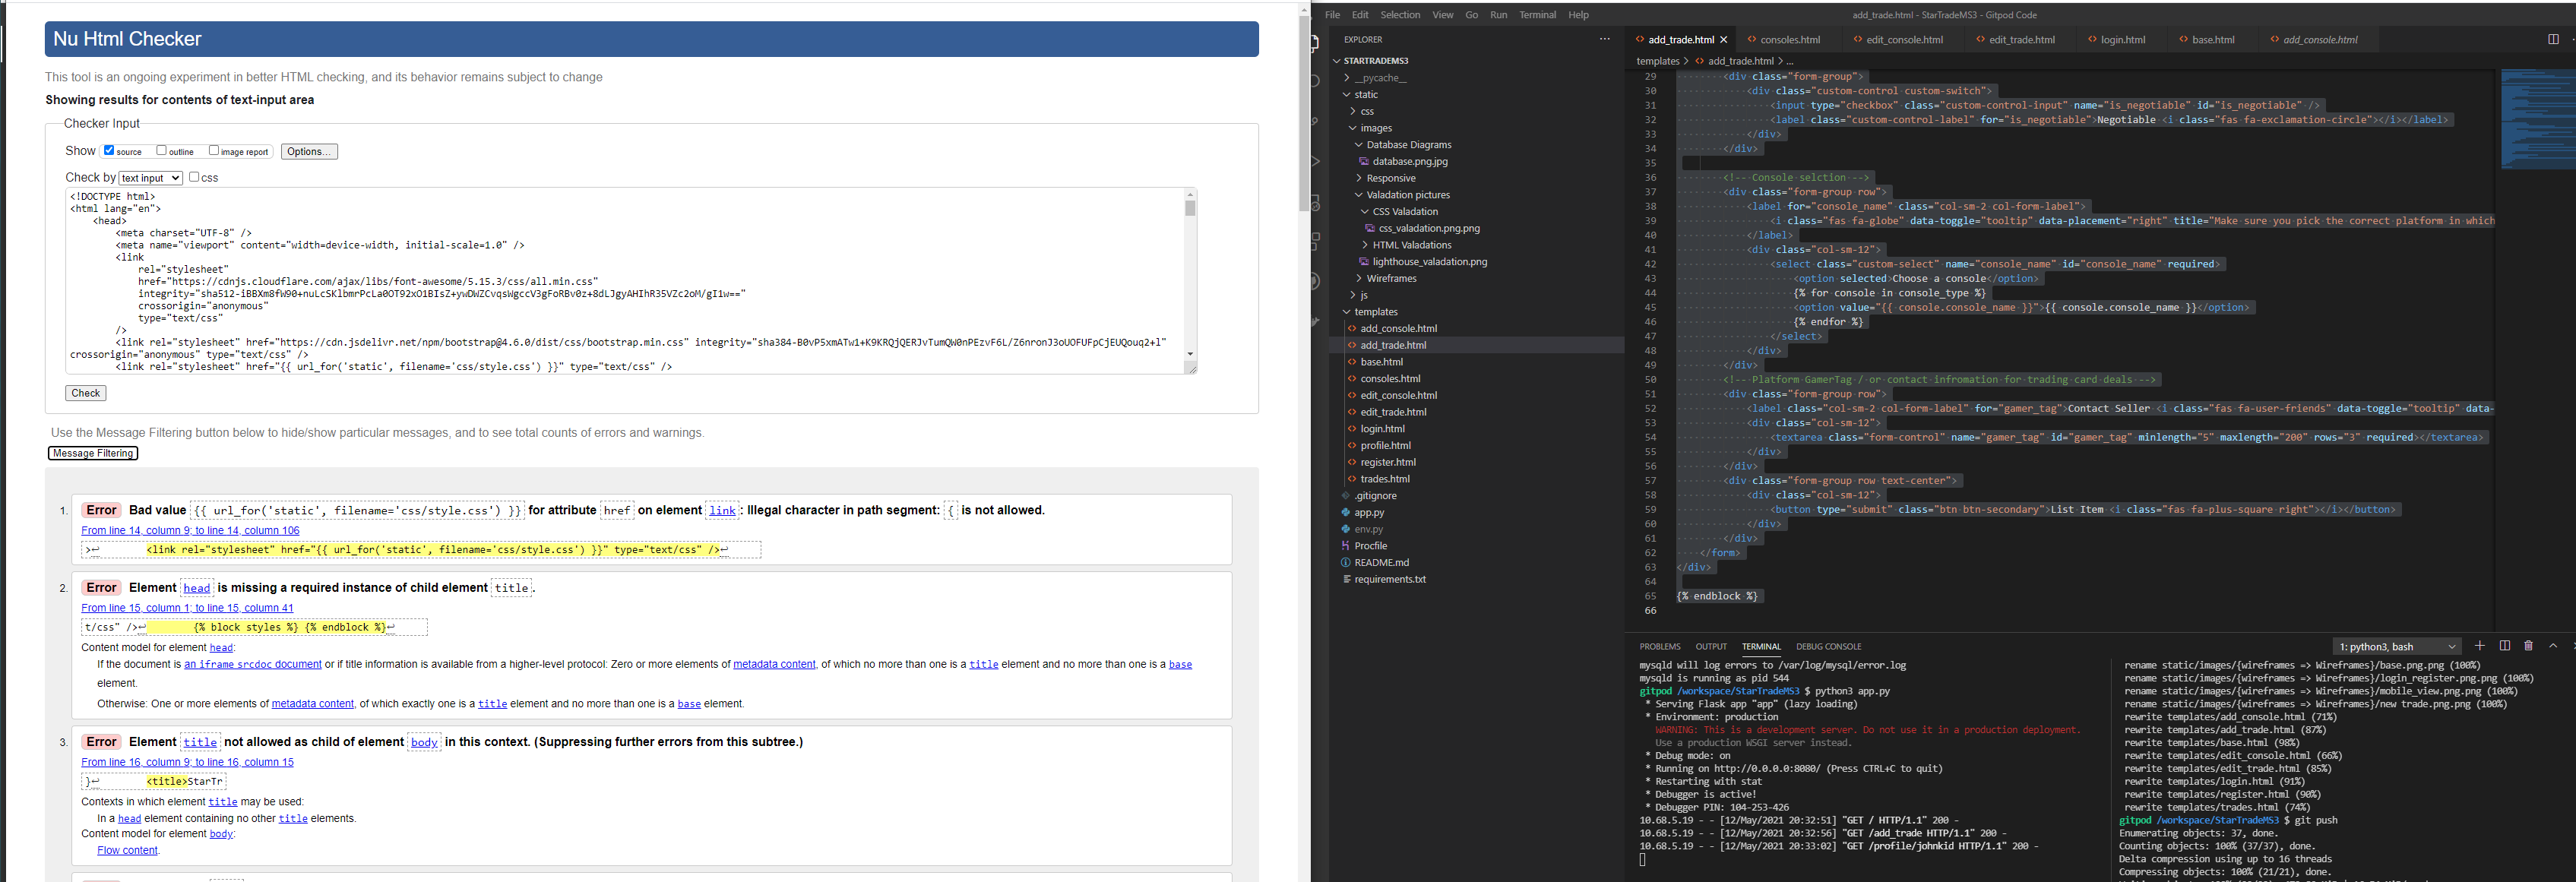 Nu Html Checker
This tool is an ongoing experiment in better HTML checking, and its behavior remains subject to change
Showing results for contents of text-input area
Checker Input
Show source outline image report Options...
Check by text input css
<!DOCTYPE html>
<html lang="en">
<head>
<meta charset="UTF-8" />
<meta name="viewport" content="width=device-width, initial-scale=1.0" />
<link
rel="stylesheet"
href="https://cdnjs.cloudflare.com/ajax/libs/font-awesome/5.15.3/css/all.min.css"
crossorigin="anonymous"
type="text/css"
/>
<link rel="stylesheet" href="https://cdn.jsdelivr.net/npm/bootstrap@4.6.0/dist/css/bootstrap.min.css"
crossorigin="anonymous" type="text/css" />
<link rel="stylesheet" href="{{ url_for('static', filename='css/style.css') }}" type="text/css" />
Check
Use the Message Filtering button below to hide/show particular messages, and to see total counts of errors and warnings.
Message Filtering
1. Error Bad value {{ url_for('static', filename='css/style.css') }} for attribute href on element link: Illegal character in path segment: { is not allowed.
From line 14, column 9; to line 14, column 106
>↩ <link rel="stylesheet" href="{{ url_for('static', filename='css/style.css') }}" type="text/css" />↩
2. Error Element head is missing a required instance of child element title.
From line 15, column 1; to line 15, column 41
t/css" />↩ {% block styles %} {% endblock %}↩
Content model for element head:
If the document is an iframe srcdoc document or if title information is available from a higher-level protocol: Zero or more elements of metadata content, of which no more than one is a title element and no more than one is a base
element.
Otherwise: One or more elements of metadata content, of which exactly one is a title element and no more than one is a base element.
3. Error Element title not allowed as child of element body in this context. (Suppressing further errors from this subtree.)
From line 16, column 9; to line 16, column 15
}↩ <title>StarTr
Contexts in which element title may be used:
In a head element containing no other title elements.
Content model for element body:
Flow content.
File Edit Selection View Go Run Terminal Help
add_trade.html - StarTradeMS3 - Gitpod Code
EXPLORER
STARTRADEMS3
__pycache__
static
css
images
Database Diagrams
database.png.jpg
Responsive
Valadation pictures
CSS Valadation
css_valadation.png.png
HTML Valadations
lighthouse_valadation.png
Wireframes
js
templates
add_console.html
add_trade.html
base.html
consoles.html
edit_console.html
edit_trade.html
login.html
profile.html
register.html
trades.html
.gitignore
app.py
env.py
Procfile
README.md
requirements.txt
add_trade.html consoles.html edit_console.html edit_trade.html login.html base.html add_console.html
templates > add_trade.html > ...
29 <div class="form-group">
30 <div class="custom-control custom-switch">
31 <input type="checkbox" class="custom-control-input" name="is_negotiable" id="is_negotiable" />
32 <label class="custom-control-label" for="is_negotiable">Negotiable <i class="fas fa-exclamation-circle"></i></label>
33 </div>
34 </div>
35
36 <!-- Console selction -->
37 <div class="form-group row">
38 <label for="console_name" class="col-sm-2 col-form-label">
39 <i class="fas fa-globe" data-toggle="tooltip" data-placement="right" title="Make sure you pick the correct platform in which
40 </label>
41 <div class="col-sm-12">
42 <select class="custom-select" name="console_name" id="console_name" required>
43 <option selected>Choose a console</option>
44 {% for console in console_type %}
45 <option value="{{ console.console_name }}">{{ console.console_name }}</option>
46 {% endfor %}
47 </select>
48 </div>
49 </div>
50 <!-- Platform GamerTag / or contact infromation for trading card deals -->
51 <div class="form-group row">
52 <label class="col-sm-2 col-form-label" for="gamer_tag">Contact Seller <i class="fas fa-user-friends" data-toggle="tooltip" data-
53 <div class="col-sm-12">
54 <textarea class="form-control" name="gamer_tag" id="gamer_tag" minlength="5" maxlength="200" rows="3" required></textarea>
55 </div>
56 </div>
57 <div class="form-group row text-center">
58 <div class="col-sm-12">
59 <button type="submit" class="btn btn-secondary">List Item <i class="fas fa-plus-square right"></i></button>
60 </div>
61 </div>
62 </form>
63 </div>
64
65 {% endblock %}
66
PROBLEMS OUTPUT TERMINAL DEBUG CONSOLE
1: python3, bash
mysqld will log errors to /var/log/mysql/error.log
mysqld is running as pid 544
gitpod /workspace/StarTradeMS3 $ python3 app.py
* Serving Flask app "app" (lazy loading)
* Environment: production
WARNING: This is a development server. Do not use it in a production deployment.
Use a production WSGI server instead.
* Debug mode: on
* Running on http://0.0.0.0:8080/ (Press CTRL+C to quit)
* Restarting with stat
* Debugger is active!
* Debugger PIN: 104-253-426
10.68.5.19 - - [12/May/2021 20:32:51] "GET / HTTP/1.1" 200 -
10.68.5.19 - - [12/May/2021 20:32:56] "GET /add_trade HTTP/1.1" 200 -
10.68.5.19 - - [12/May/2021 20:33:02] "GET /profile/johnkid HTTP/1.1" 200 -
rename static/images/{wireframes => Wireframes}/base.png.png (100%)
rename static/images/{wireframes => Wireframes}/login_register.png.png (100%)
rename static/images/{wireframes => Wireframes}/mobile_view.png.png (100%)
rename static/images/{wireframes => Wireframes}/new trade.png.png (100%)
rewrite templates/add_console.html (71%)
rewrite templates/add_trade.html (87%)
rewrite templates/base.html (98%)
rewrite templates/edit_console.html (66%)
rewrite templates/edit_trade.html (85%)
rewrite templates/login.html (91%)
rewrite templates/register.html (90%)
rewrite templates/trades.html (74%)
gitpod /workspace/StarTradeMS3 $ git push
Enumerating objects: 37, done.
Counting objects: 100% (37/37), done.
Delta compression using up to 16 threads
Compressing objects: 100% (21/21), done.